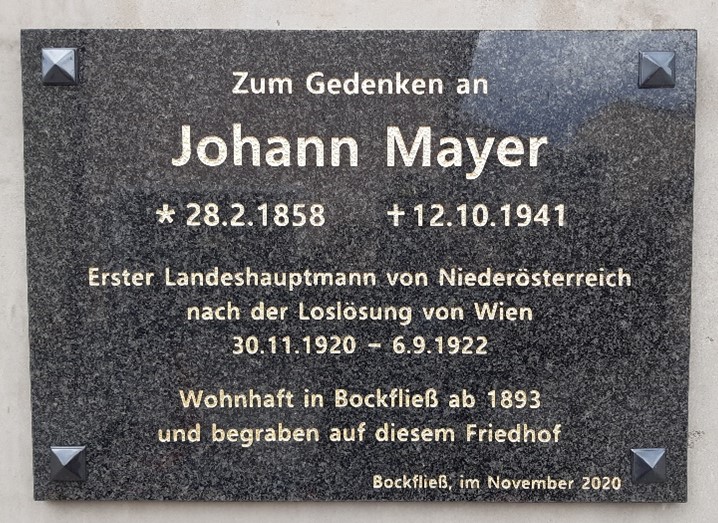 Zum Gedenken an
Johann Mayer
* 28.2.1858 † 12.10.1941
Erster Landeshauptmann von Niederösterreich
nach der Loslösung von Wien
30.11.1920 – 6.9.1922
Wohnhaft in Bockfließ ab 1893
und begraben auf diesem Friedhof
Bockfließ, im November 2020